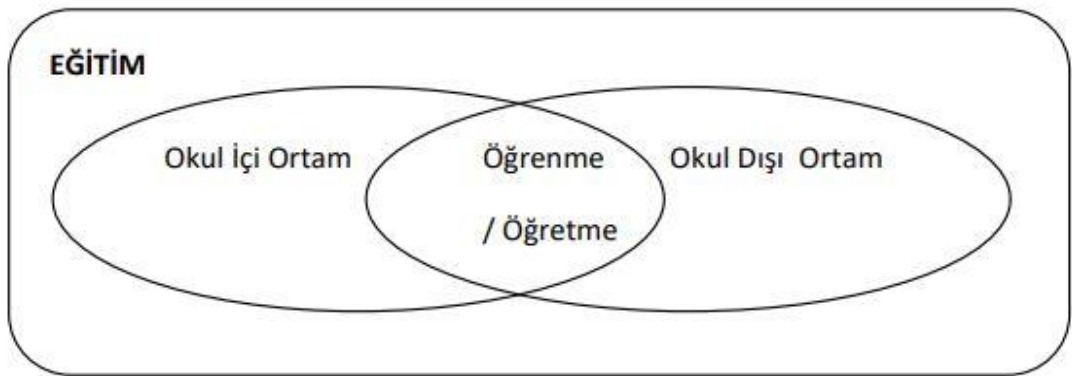 EĞİTİM
Okul İçi Ortam
Öğrenme
/ Öğretme
Okul Dışı Ortam